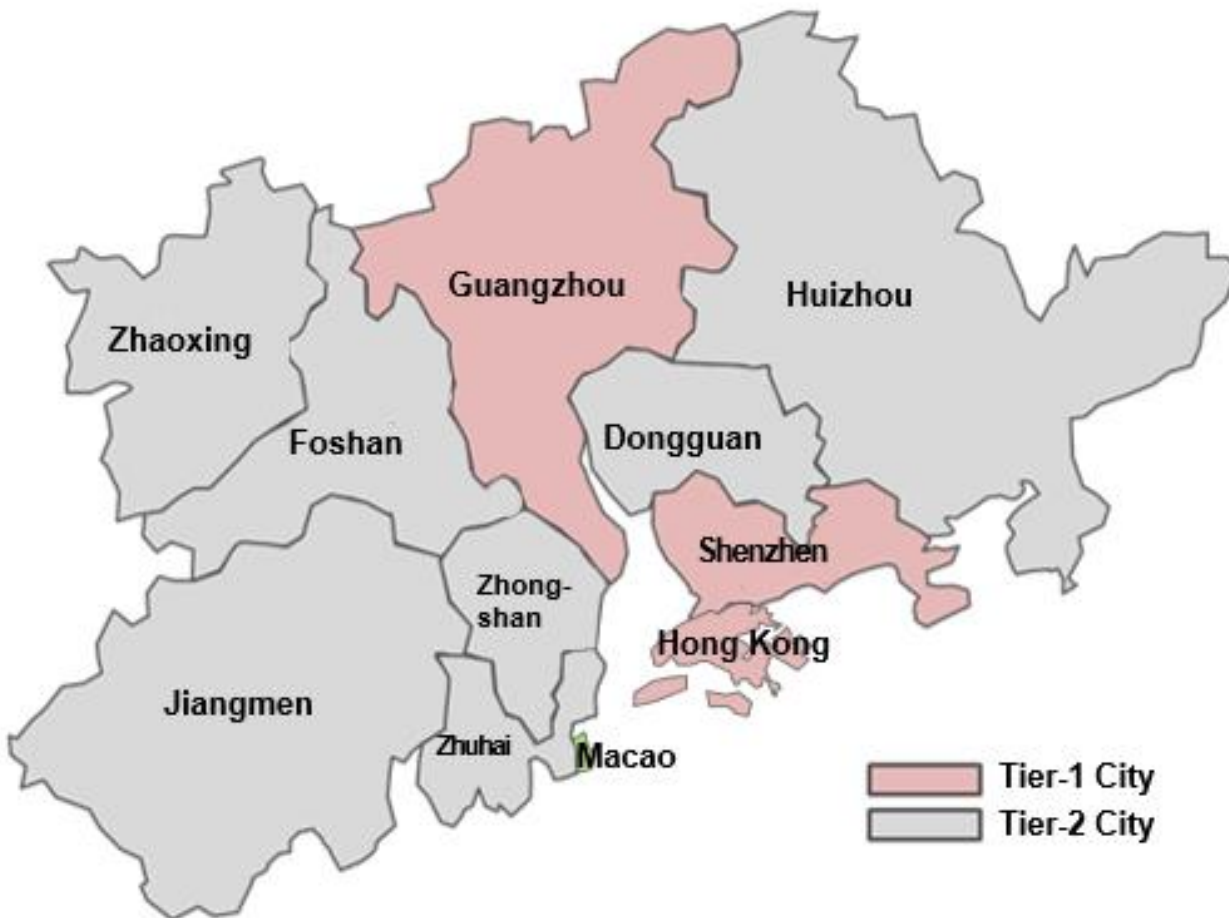 Guangzhou
Huizhou
Zhaoxing
Foshan
Dongguan
Shenzhen
Zhong-
shan
Hong Kong
Jiangmen
Zhuhai
Macao
Tier-1 City
Tier-2 City